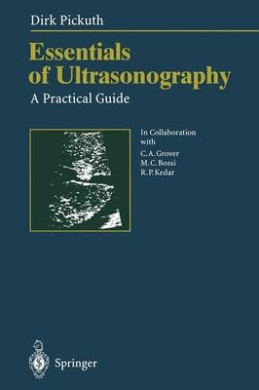 Dirk Pickuth
Essentials
of Ultrasonography
A Practical Guide
In Collaboration
with
C. A. Grover
M. C. Bossi
R. P. Kedar
Springer